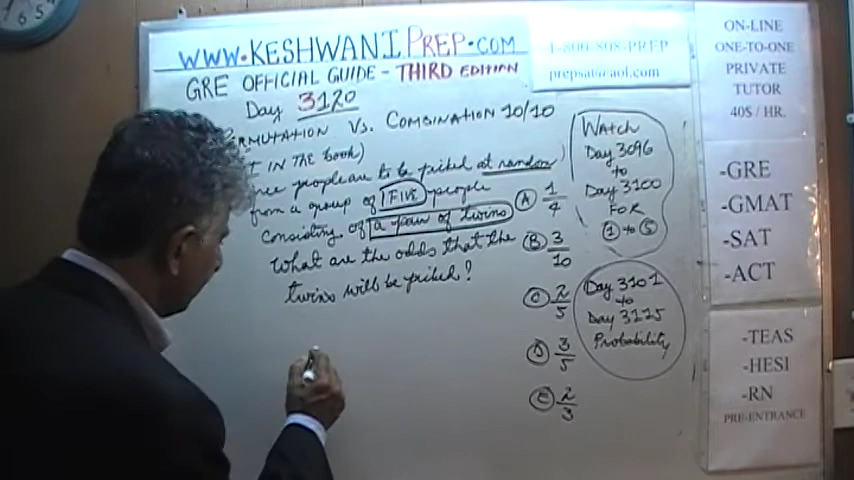 WWW.KESHWANIPREP.COM
GRE OFFICIAL GUIDE - THIRD EDITION
Day 3120
PERMUTATION VS. COMBINATION 10/10
IN THE book)
people are to be picked at random
from a group of FIVE people
consisting of a pair of twins
What are the odds that the
twins will be picked?
A 1/4
B 3/10
C 2/5
D 3/5
E 2/3
WATCH
Day 3096
to
Day 3100
FOR
1 to 5
Day 3101
to
Day 3125
Probability
1-800-808-PREP
prepsat@aol.com
ON-LINE
ONE-TO-ONE
PRIVATE
TUTOR
40$ / HR.
-GRE
-GMAT
-SAT
-ACT
-TEAS
-HESI
-RN
PRE-ENTRANCE
6
5